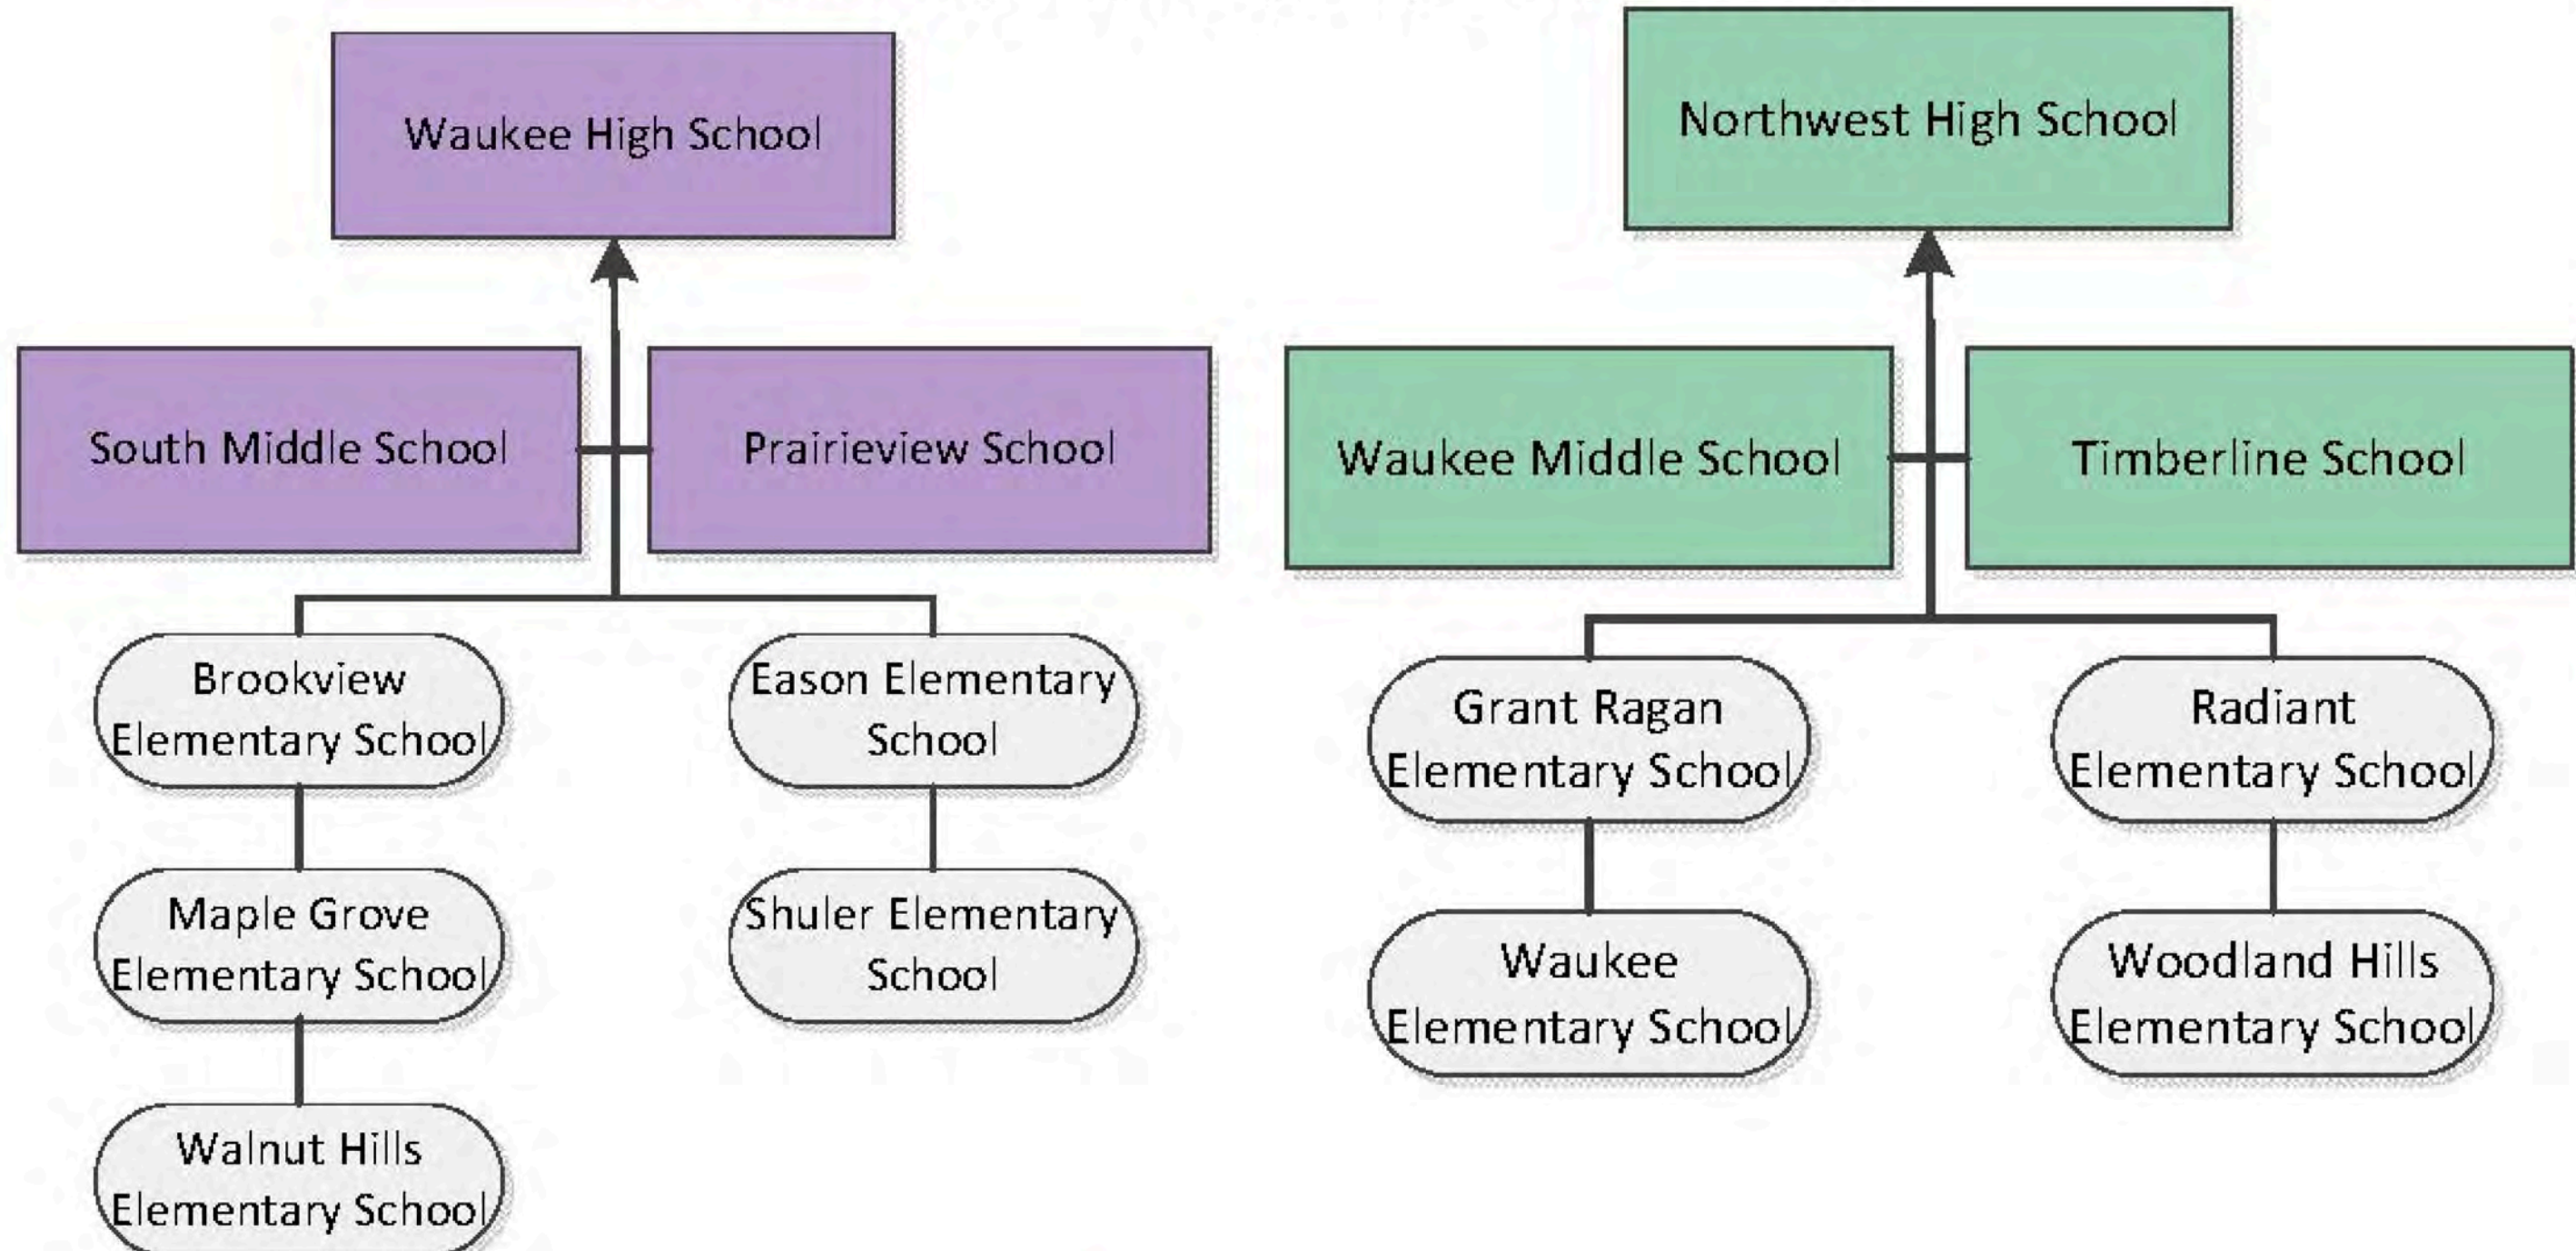 Waukee High School
South Middle School
Prairieview School
Brookview
Elementary School
Eason Elementary
School
Maple Grove
Elementary School
Shuler Elementary
School
Walnut Hills
Elementary School
Northwest High School
Waukee Middle School
Timberline School
Grant Ragan
Elementary School
Radiant
Elementary School
Waukee
Elementary School
Woodland Hills
Elementary School